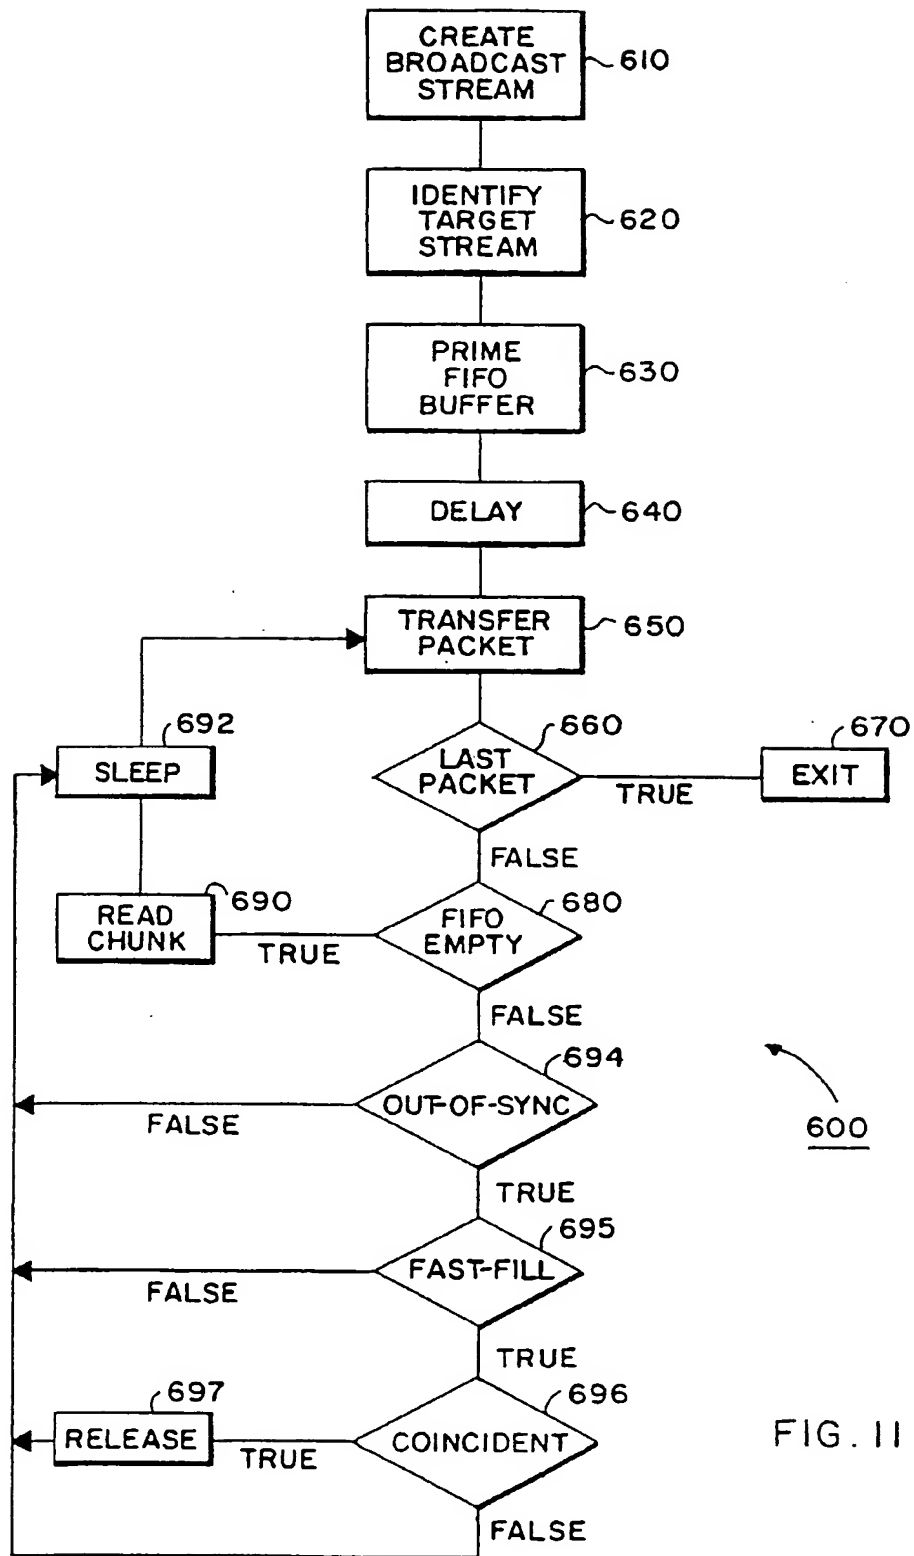 CREATE
BROADCAST
STREAM
610
IDENTIFY
TARGET
STREAM
620
PRIME
FIFO
BUFFER
630
DELAY
640
TRANSFER
PACKET
650
692
SLEEP
660
LAST
PACKET
TRUE
670
EXIT
FALSE
690
READ
CHUNK
TRUE
680
FIFO
EMPTY
FALSE
694
OUT-OF-SYNC
FALSE
600
TRUE
695
FAST-FILL
FALSE
TRUE
697
RELEASE
TRUE
696
COINCIDENT
FIG. 11
FALSE